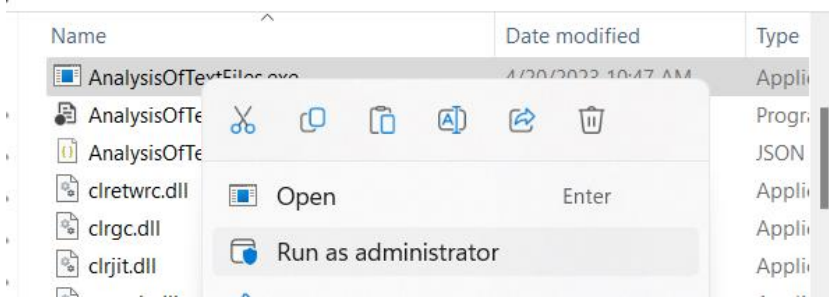 Name Date modified Type
AnalysisOfTextFiles.exe 4/20/2023 10:47 AM Appli
AnalysisOfTe Progra
AnalysisOfTe JSON
clretwrc.dll Appli
Open Enter
clrgc.dll Appli
Run as administrator
clrjit.dll Appli